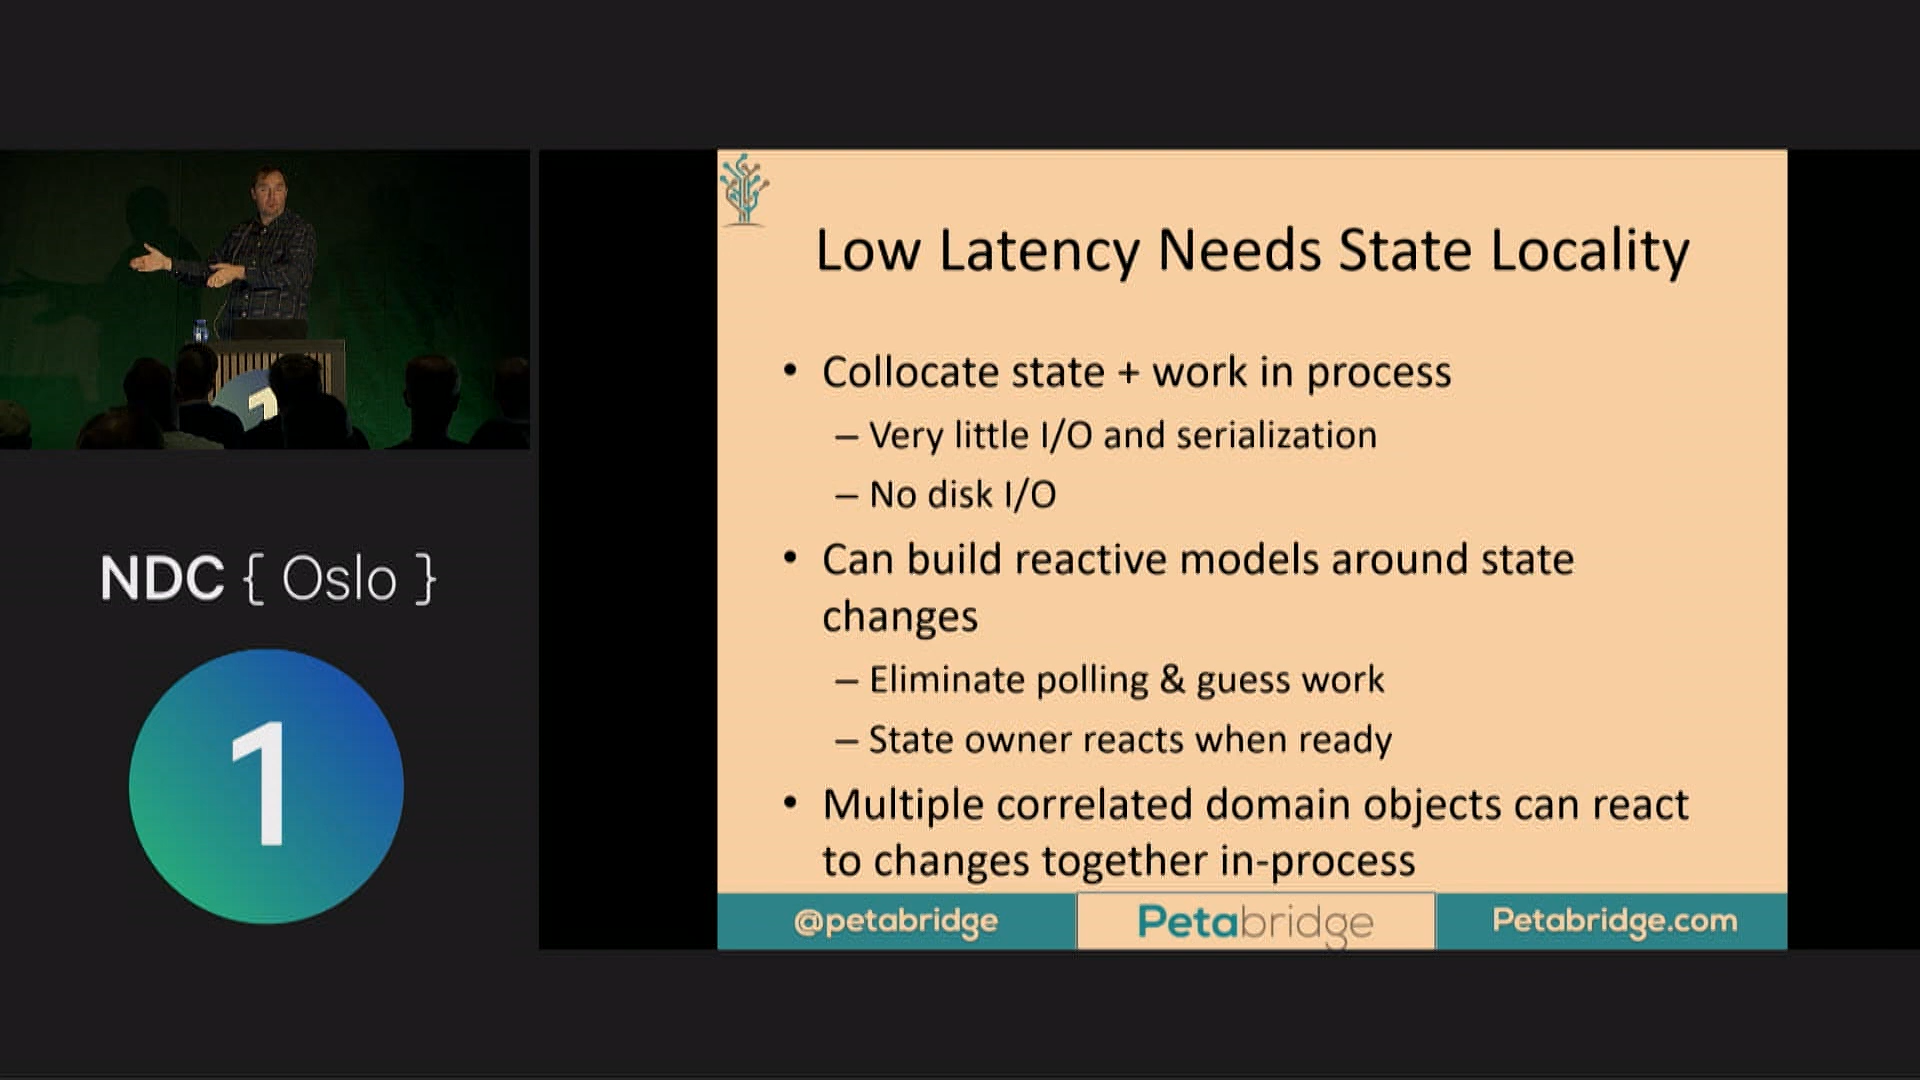 NDC { Oslo }
1
Low Latency Needs State Locality
• Collocate state + work in process
– Very little I/O and serialization
– No disk I/O
• Can build reactive models around state
changes
– Eliminate polling & guess work
– State owner reacts when ready
• Multiple correlated domain objects can react
to changes together in-process
@petabridge
Petabridge
Petabridge.com